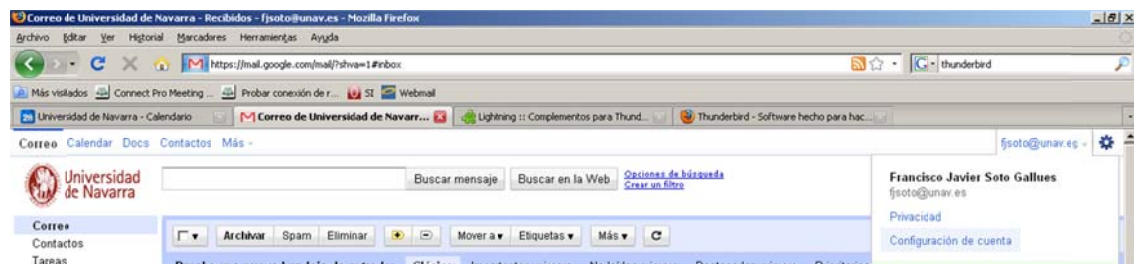 Correo de Universidad de Navarra - Recibidos - fjsoto@unav.es - Mozilla Firefox
Archivo Editar Ver Historial Marcadores Herramientas Ayuda
https://mail.google.com/mail/?shva=1#inbox thunderbird
Más visitados Connect Pro Meeting ... Probar conexión de r... SI Webmail
Universidad de Navarra - Calendario Correo de Universidad de Navarr... Lightning :: Complementos para Thund... Thunderbird - Software hecho para hac...
Correo Calendar Docs Contactos Más fjsoto@unav.es
Universidad de Navarra
Buscar mensaje Buscar en la Web Opciones de búsqueda
Crear un filtro
Francisco Javier Soto Gallues
fjsoto@unav.es
Privacidad
Configuración de cuenta
Correo
Contactos
Tareas
Archivar Spam Eliminar Mover a Etiquetas Más